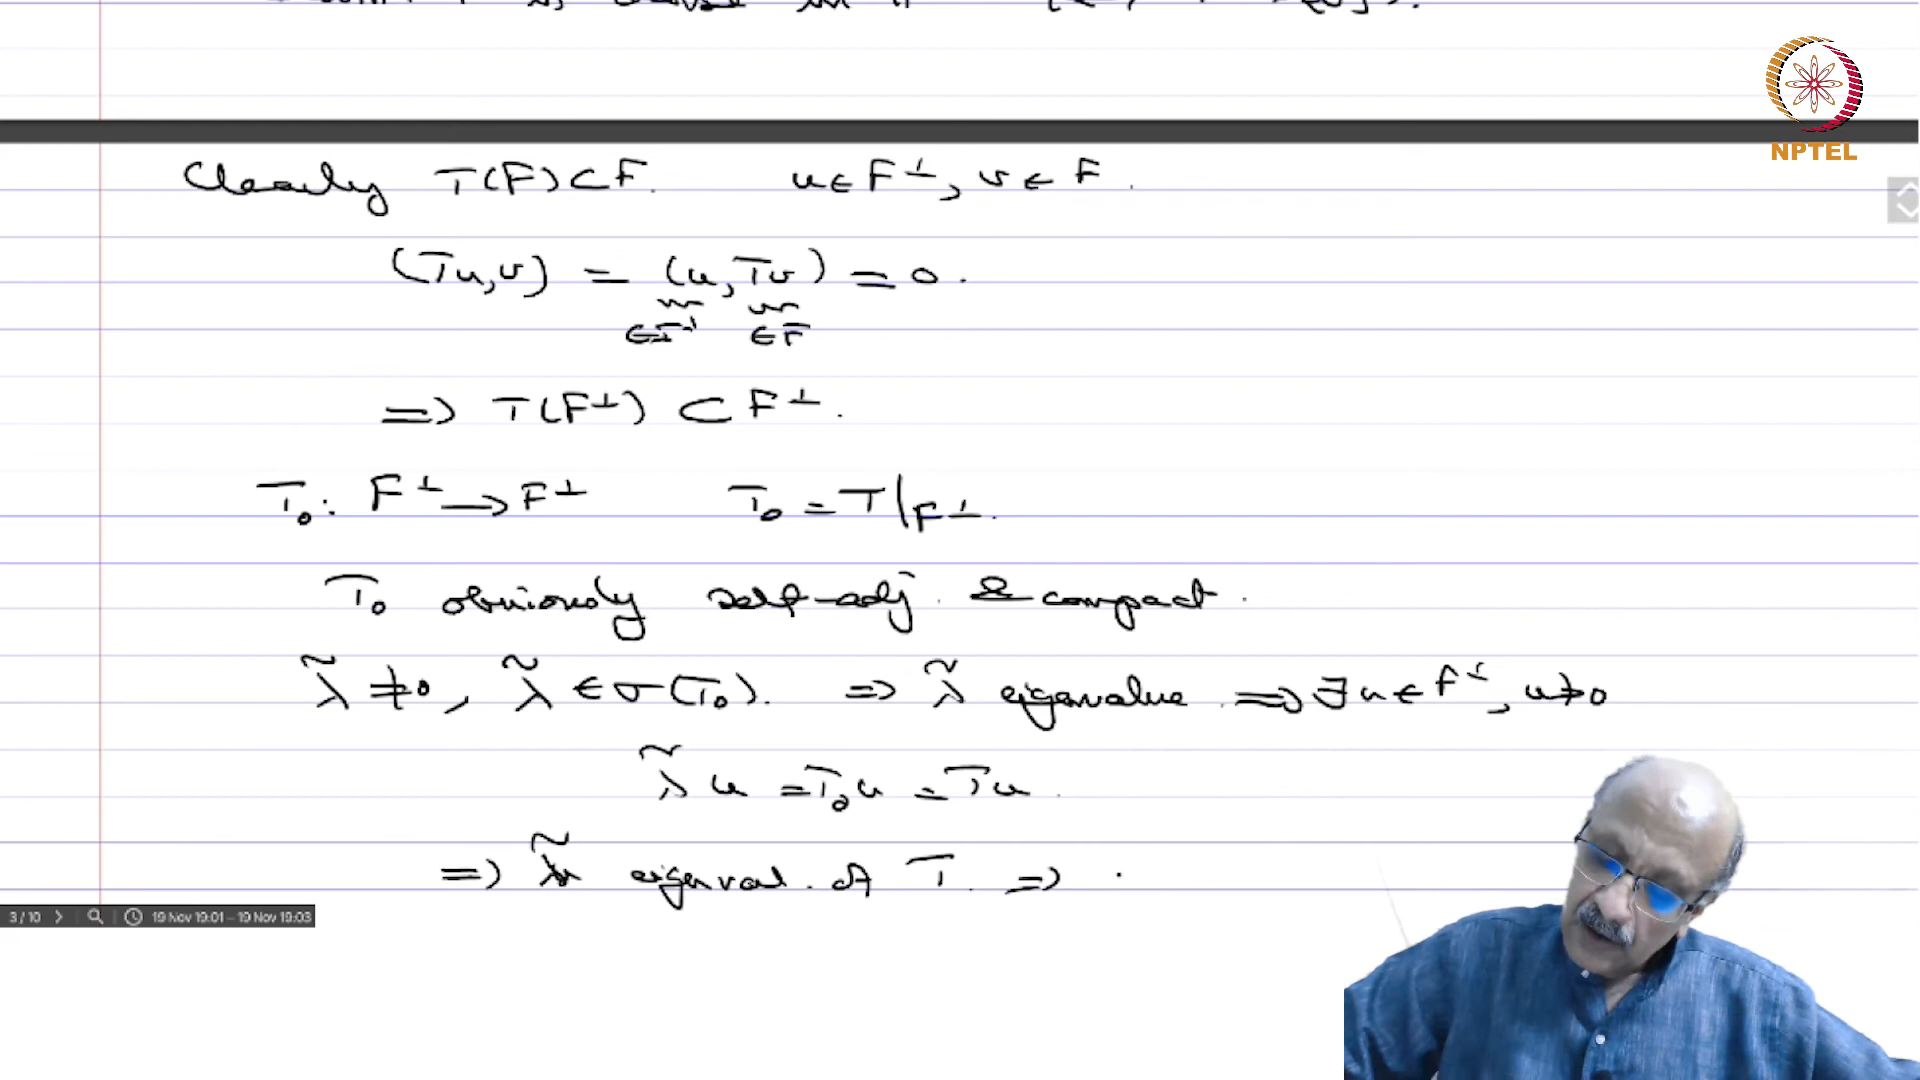 NPTEL
Clearly T(F) ⊂ F. u ∈ F⊥, v ∈ F.
(Tu, v) = (u, Tv) = 0.
∈F⊥ ∈F
⇒ T(F⊥) ⊂ F⊥.
T₀: F⊥ → F⊥ T₀ = T|F⊥.
T₀ obviously self-adj. & compact.
λ̃ ≠ 0, λ̃ ∈ σ(T₀). ⇒ λ̃ eigenvalue. ⇒ ∃ u ∈ F⊥, u ≠ 0
λ̃ u = T₀u = Tu.
⇒ λ̃ eigenval. of T. ⇒
3 / 10 19 Nov 19:01 – 19 Nov 19:03